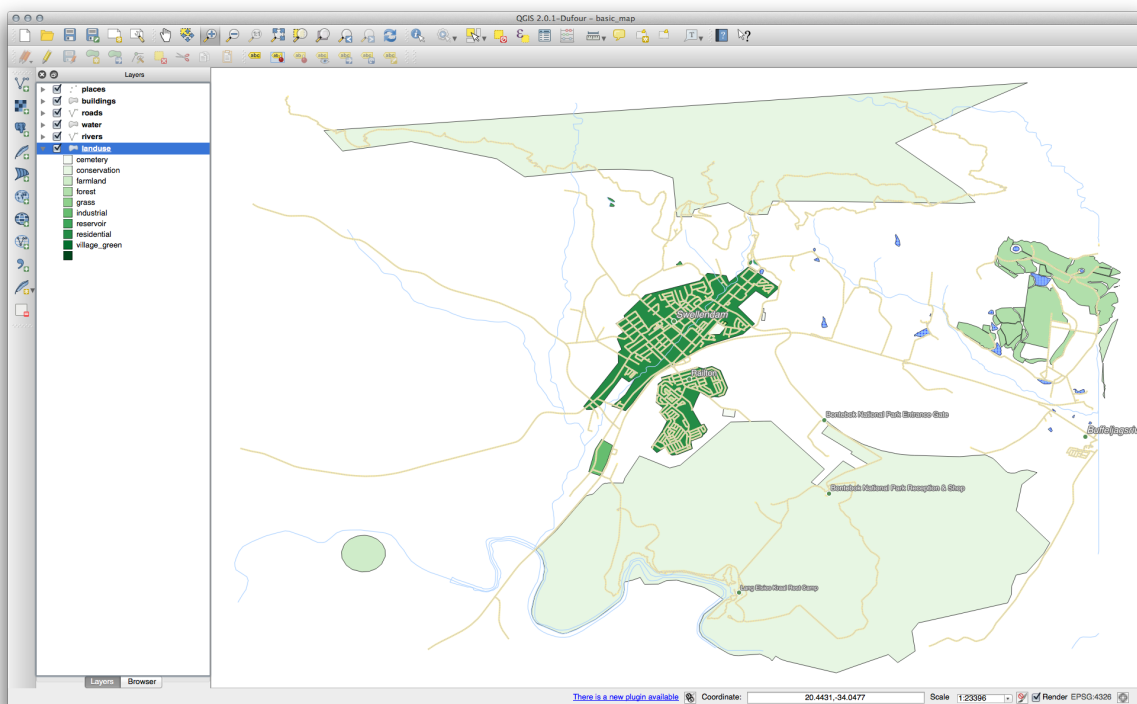 QGIS 2.0.1-Dufour - basic_map
Layers
places
buildings
roads
water
rivers
landuse
cemetery
conservation
farmland
forest
grass
industrial
reservoir
residential
village_green
Swellendam
Railton
Bontebok National Park Entrance Gate
Buffeljagsriv
Bontebok National Park Reception & Shop
Lang Elsies Kraal Rest Camp
Layers
Browser
There is a new plugin available
Coordinate:
20.4431,-34.0477
Scale
1:23396
Render
EPSG:4326